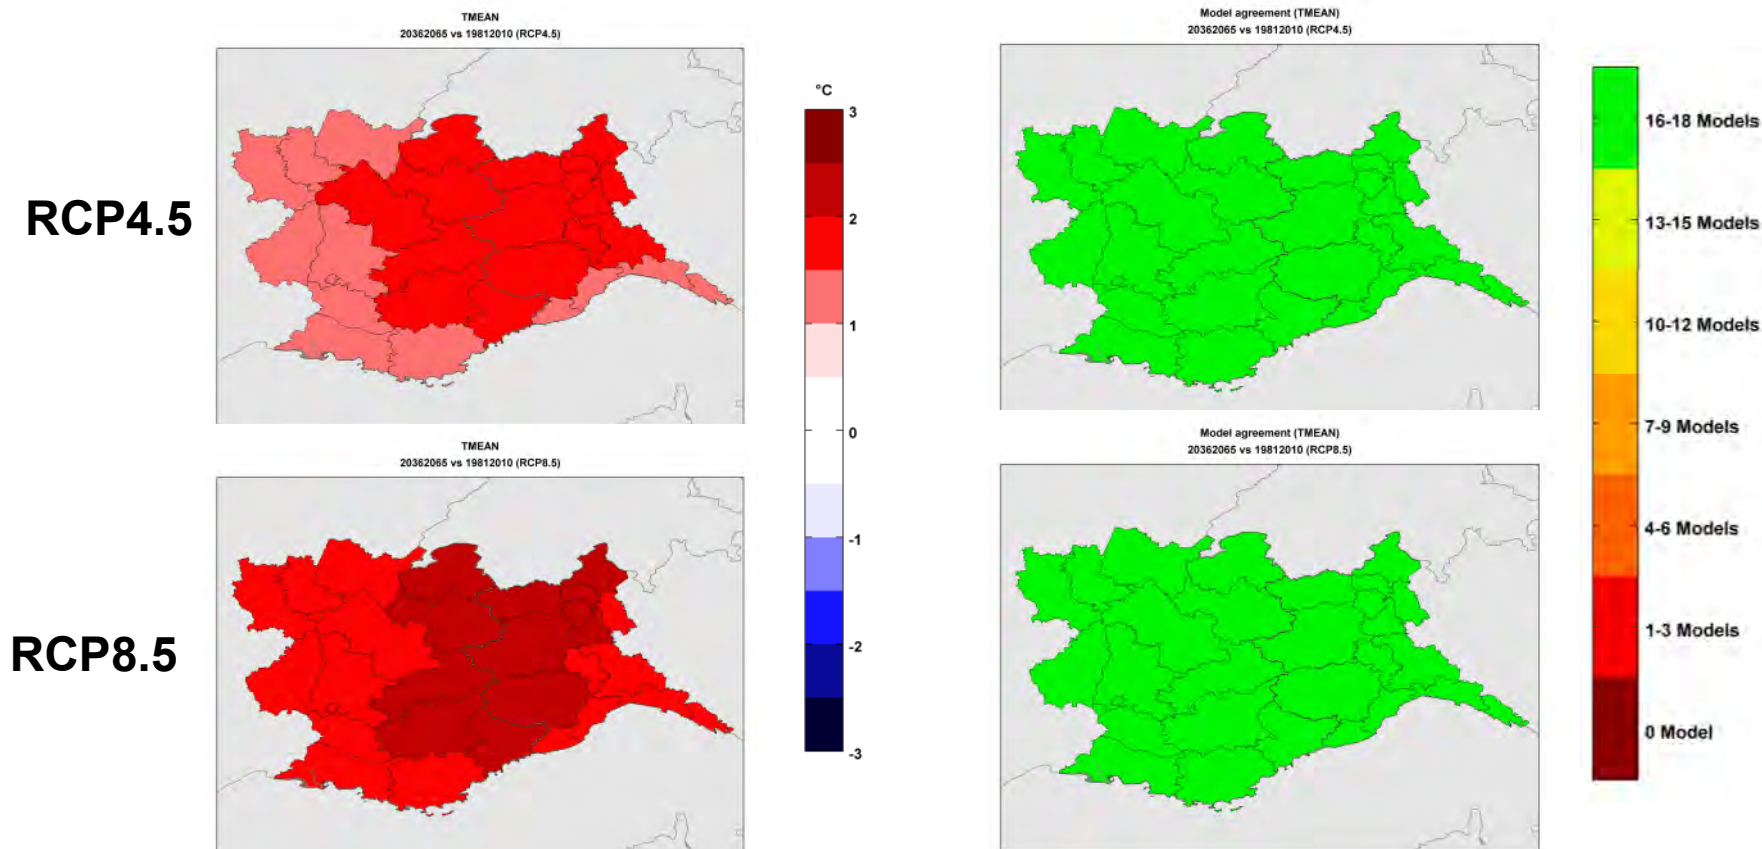 TMEAN
20362065 vs 19812010 (RCP4.5)
Model agreement (TMEAN)
20362065 vs 19812010 (RCP4.5)
RCP4.5
°C
3
2
1
0
-1
-2
-3
16-18 Models
13-15 Models
10-12 Models
7-9 Models
4-6 Models
1-3 Models
0 Model
TMEAN
20362065 vs 19812010 (RCP8.5)
Model agreement (TMEAN)
20362065 vs 19812010 (RCP8.5)
RCP8.5